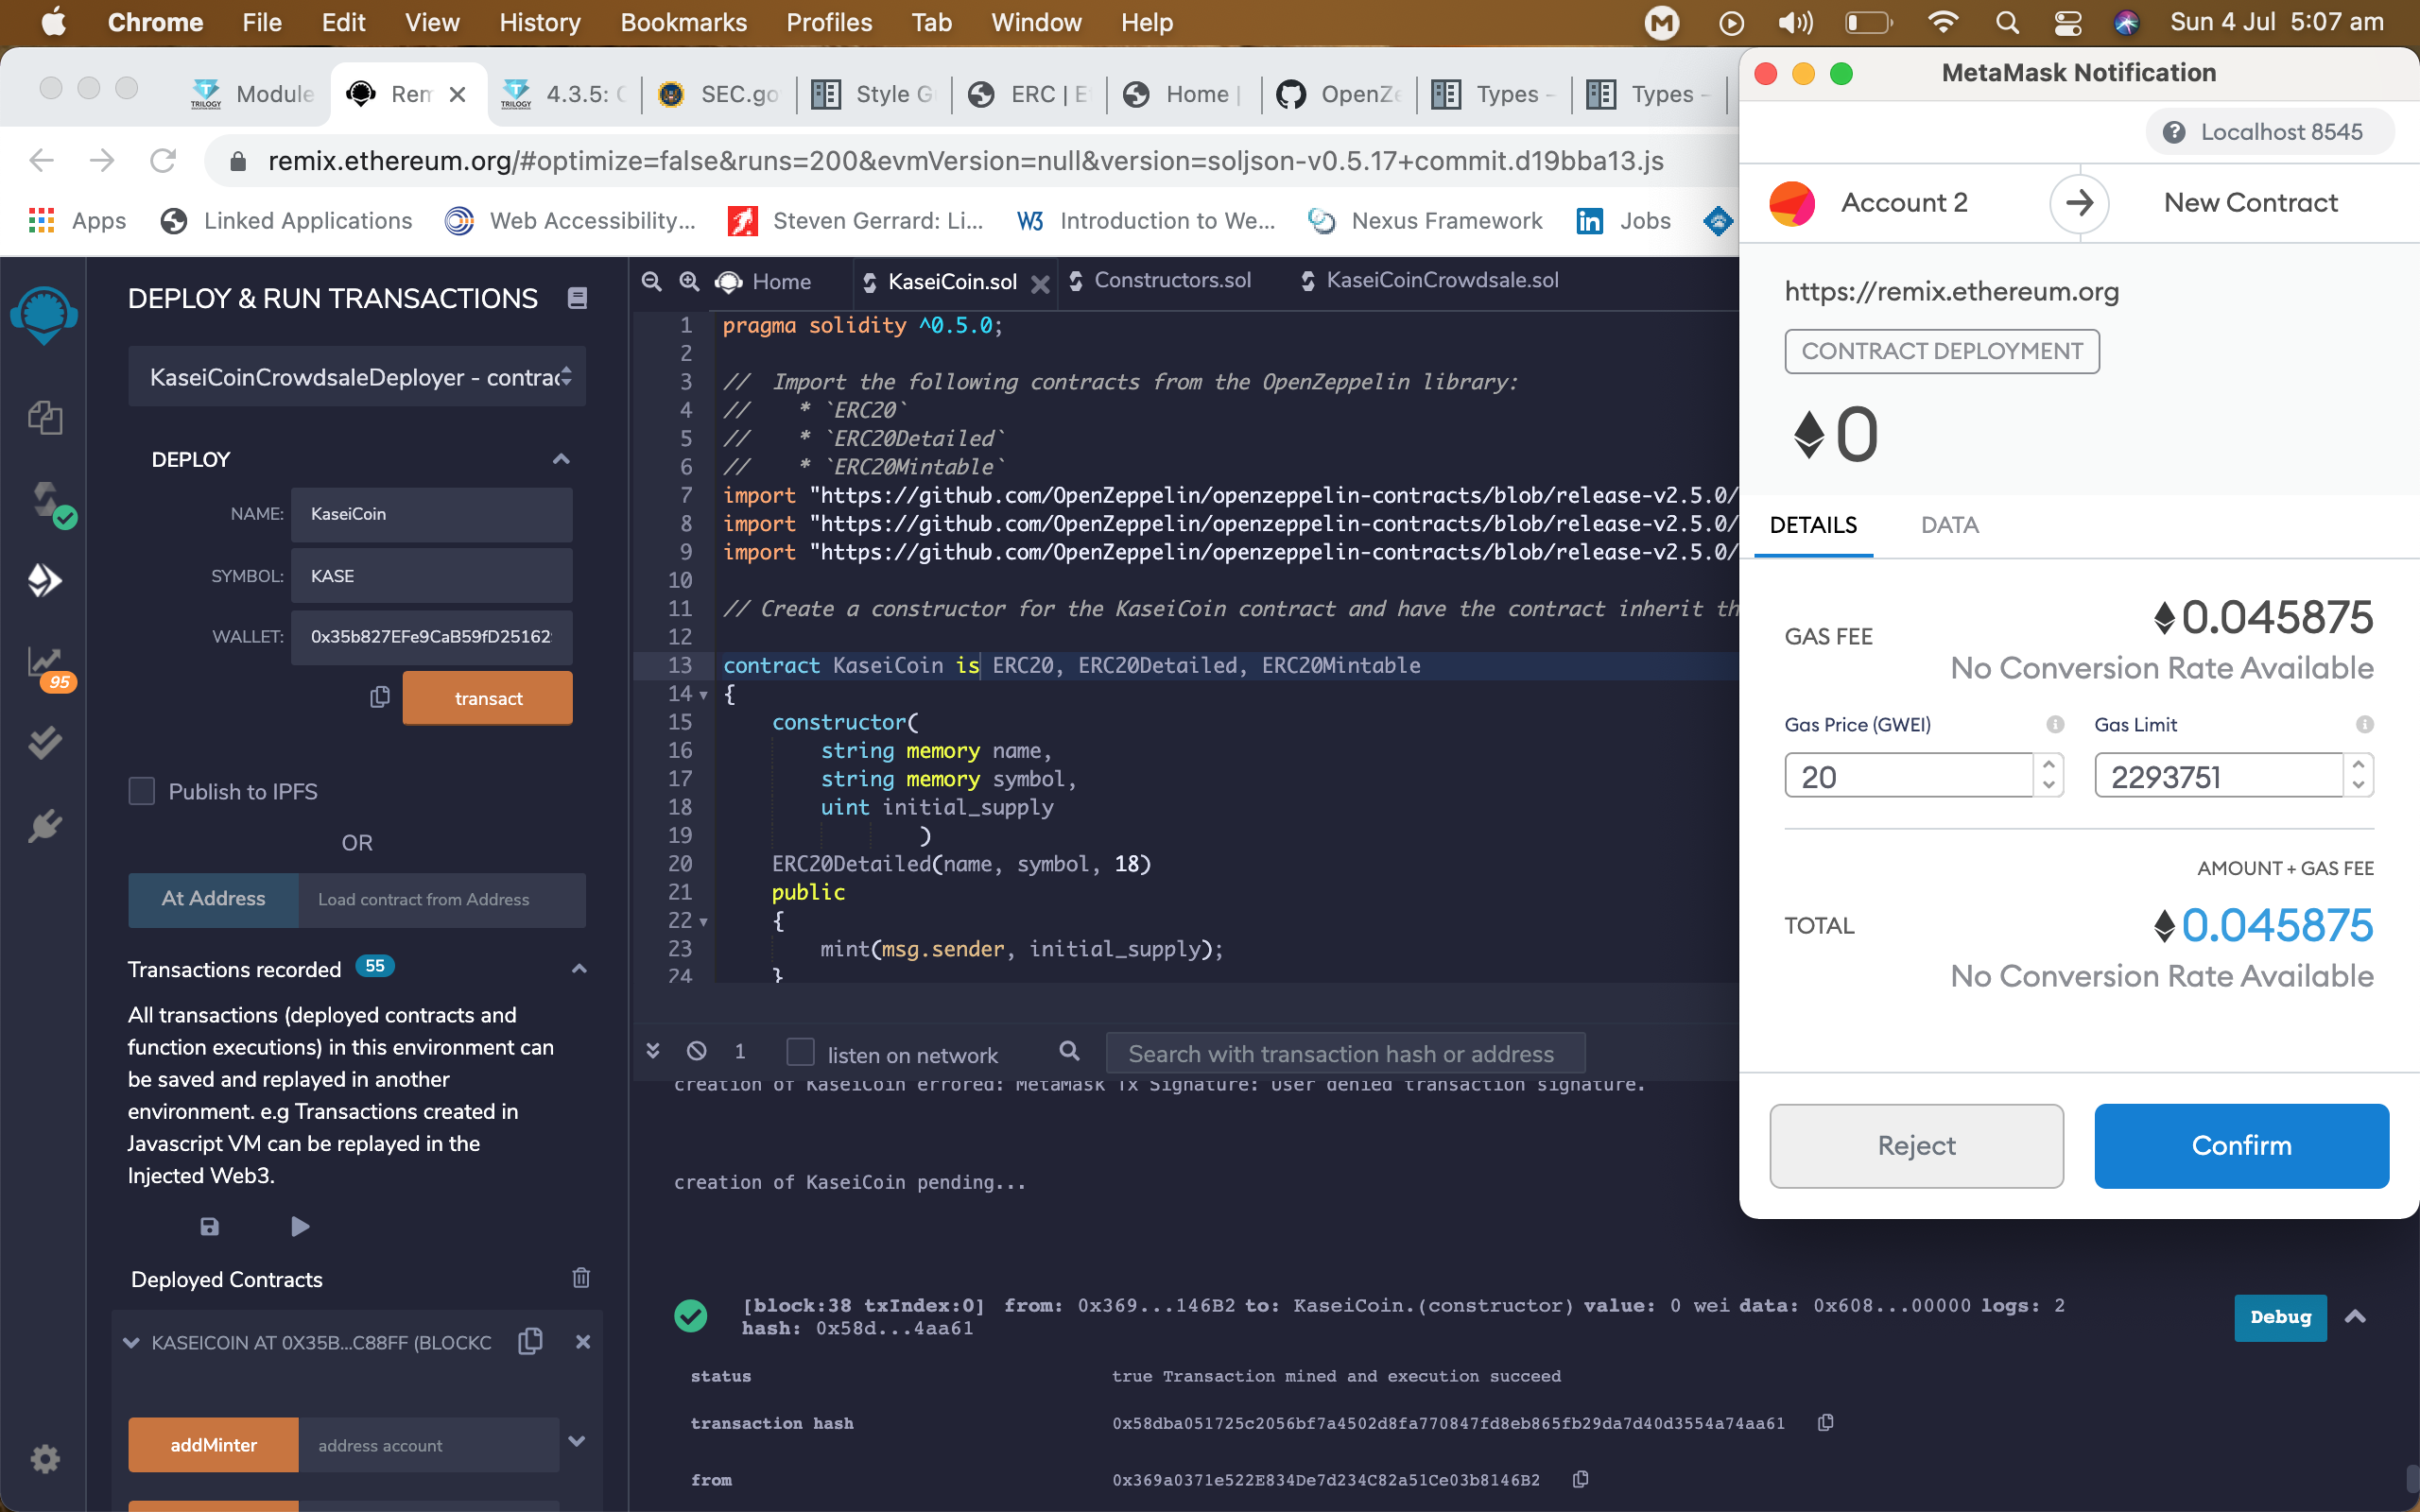 Chrome File Edit View History Bookmarks Profiles Tab Window Help Sun 4 Jul 5:07 am
Module Rem 4.3.5: SEC.go Style G ERC | E Home | OpenZe Types - Types -
remix.ethereum.org/#optimize=false&runs=200&evmVersion=null&version=soljson-v0.5.17+commit.d19bba13.js
Apps Linked Applications Web Accessibility... Steven Gerrard: Li... Introduction to We... Nexus Framework Jobs
DEPLOY & RUN TRANSACTIONS
KaseiCoinCrowdsaleDeployer - contrac
DEPLOY
NAME: KaseiCoin
SYMBOL: KASE
WALLET: 0x35b827EFe9CaB59fD25162
transact
Publish to IPFS
OR
At Address Load contract from Address
Transactions recorded 55
All transactions (deployed contracts and
function executions) in this environment can
be saved and replayed in another
environment. e.g Transactions created in
Javascript VM can be replayed in the
Injected Web3.
Deployed Contracts
KASEICOIN AT 0X35B...C88FF (BLOCKC
addMinter address account
95
Home KaseiCoin.sol Constructors.sol KaseiCoinCrowdsale.sol
1 pragma solidity ^0.5.0;
2
3 //  Import the following contracts from the OpenZeppelin library:
4 //    * `ERC20`
5 //    * `ERC20Detailed`
6 //    * `ERC20Mintable`
7 import "https://github.com/OpenZeppelin/openzeppelin-contracts/blob/release-v2.5.0/
8 import "https://github.com/OpenZeppelin/openzeppelin-contracts/blob/release-v2.5.0/
9 import "https://github.com/OpenZeppelin/openzeppelin-contracts/blob/release-v2.5.0/
10
11 // Create a constructor for the KaseiCoin contract and have the contract inherit th
12
13 contract KaseiCoin is ERC20, ERC20Detailed, ERC20Mintable
14 {
15 constructor(
16 string memory name,
17 string memory symbol,
18 uint initial_supply
19 )
20 ERC20Detailed(name, symbol, 18)
21 public
22 {
23 mint(msg.sender, initial_supply);
24 }
1 listen on network Search with transaction hash or address
creation of KaseiCoin errored: MetaMask Tx Signature: User denied transaction signature.
creation of KaseiCoin pending...
[block:38 txIndex:0] from: 0x369...146B2 to: KaseiCoin.(constructor) value: 0 wei data: 0x608...00000 logs: 2
hash: 0x58d...4aa61
Debug
status true Transaction mined and execution succeed
transaction hash 0x58dba051725c2056bf7a4502d8fa770847fd8eb865fb29da7d40d3554a74aa61
from 0x369a0371e522E834De7d234C82a51Ce03b8146B2
MetaMask Notification
Localhost 8545
Account 2 New Contract
https://remix.ethereum.org
CONTRACT DEPLOYMENT
0
DETAILS DATA
GAS FEE 0.045875
No Conversion Rate Available
Gas Price (GWEI) Gas Limit
20 2293751
AMOUNT + GAS FEE
TOTAL 0.045875
No Conversion Rate Available
Reject Confirm